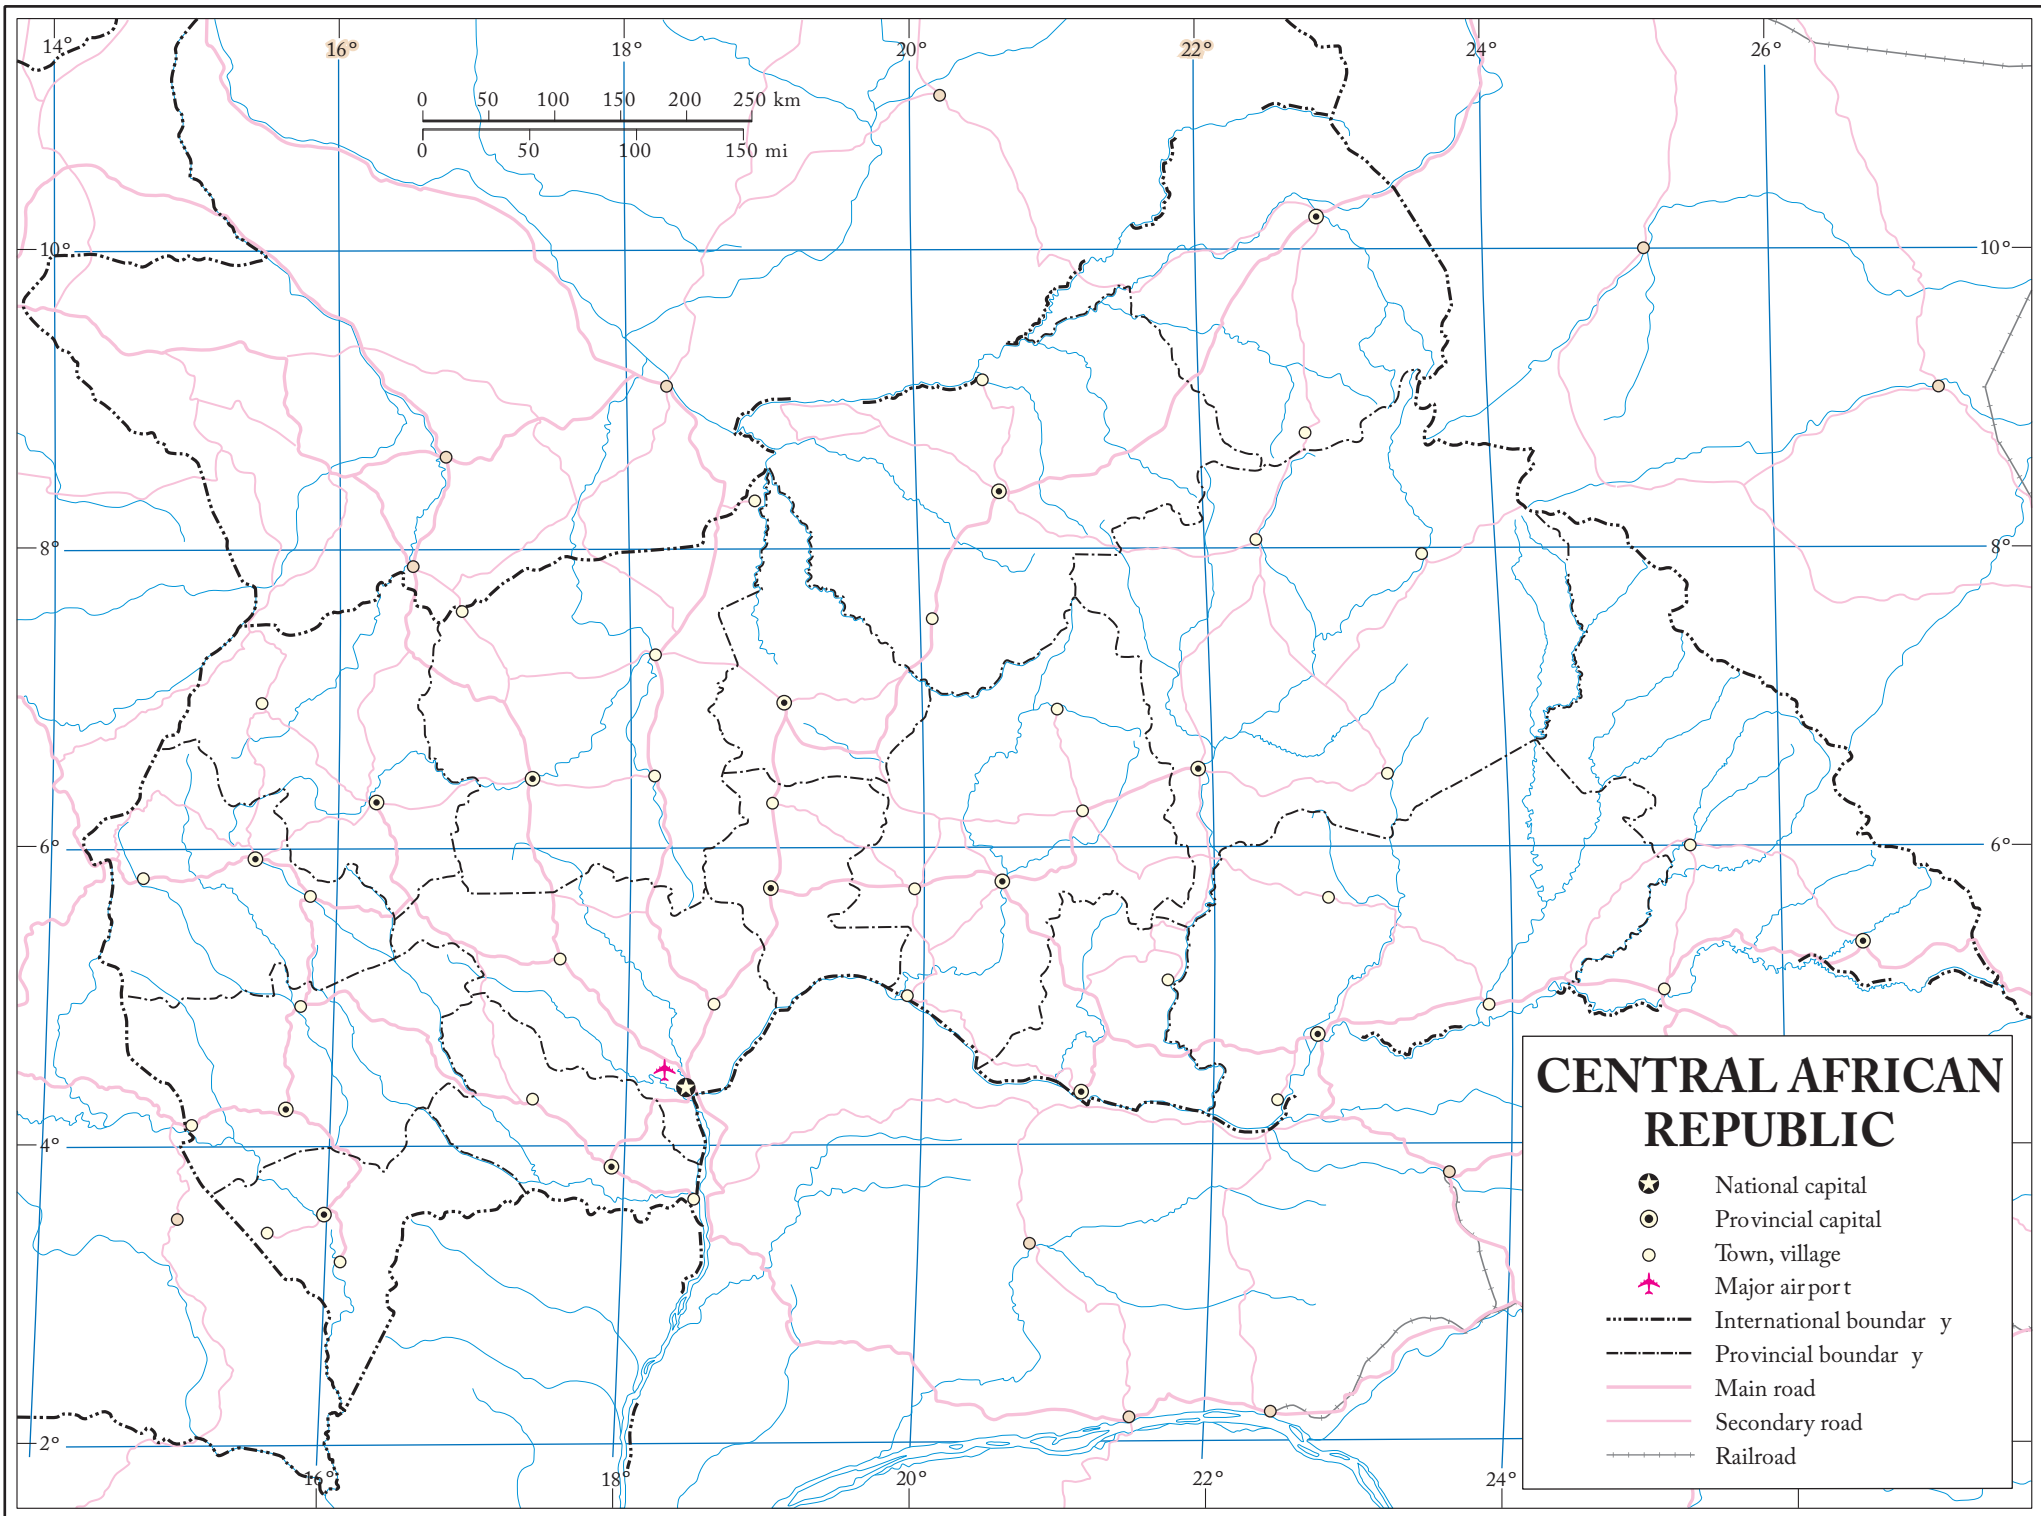 14° 16° 18° 20° 22° 24° 26°
0 50 100 150 200 250 km
0 50 100 150 mi
10° 10°
8° 8°
6° 6°
4°
2°
16° 18° 20° 22° 24°
CENTRAL AFRICAN
REPUBLIC
National capital
Provincial capital
Town, village
Major airport
International boundar y
Provincial boundar y
Main road
Secondary road
Railroad